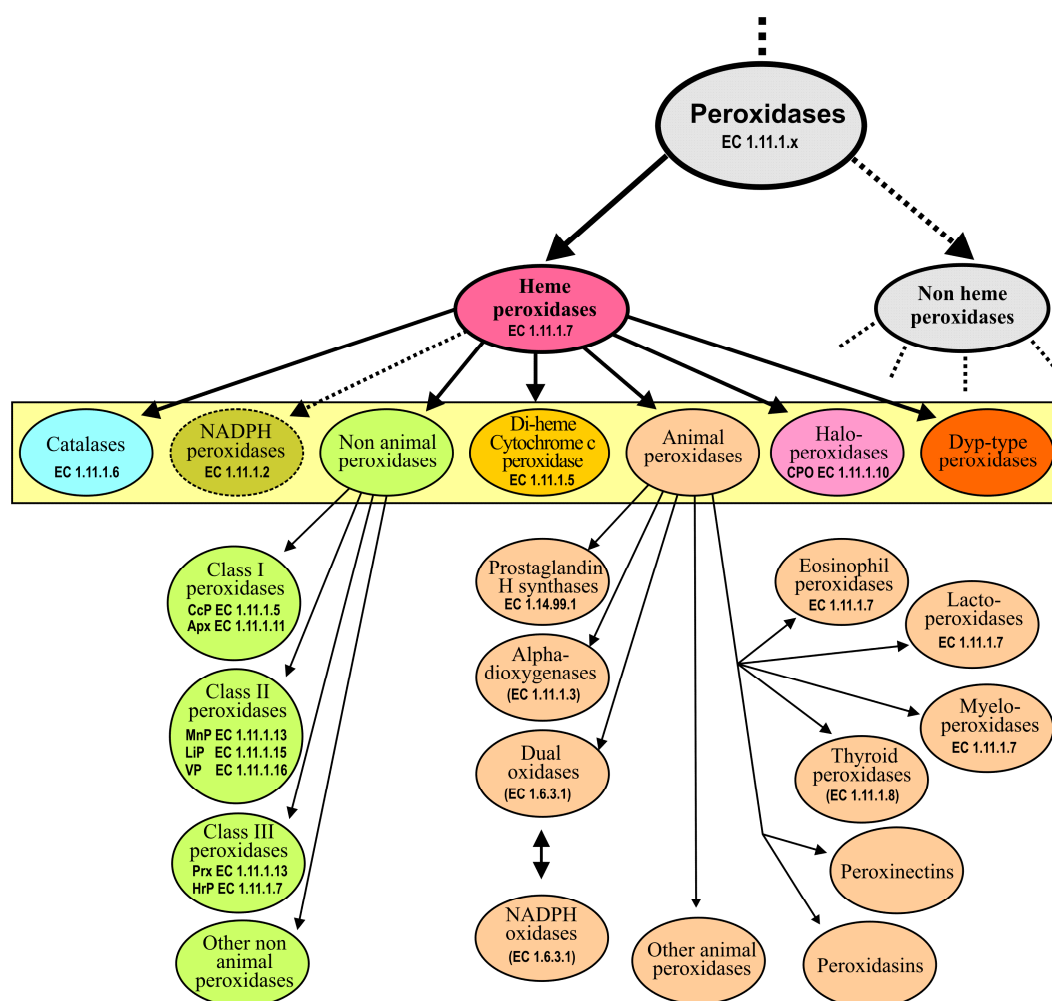 Peroxidases
EC 1.11.1.x
Heme
peroxidases
EC 1.11.1.7
Non heme
peroxidases
Catalases
EC 1.11.1.6
NADPH
peroxidases
EC 1.11.1.2
Non animal
peroxidases
Di-heme
Cytochrome c
peroxidase
EC 1.11.1.5
Animal
peroxidases
Halo-
peroxidases
CPO EC 1.11.1.10
Dyp-type
peroxidases
Class I
peroxidases
CcP EC 1.11.1.5
Apx EC 1.11.1.11
Class II
peroxidases
MnP EC 1.11.1.13
LiP EC 1.11.1.15
VP EC 1.11.1.16
Class III
peroxidases
Prx EC 1.11.1.13
HrP EC 1.11.1.7
Other non
animal
peroxidases
Prostaglandin
H synthases
EC 1.14.99.1
Alpha-
dioxygenases
(EC 1.11.1.3)
Dual
oxidases
(EC 1.6.3.1)
NADPH
oxidases
(EC 1.6.3.1)
Other animal
peroxidases
Eosinophil
peroxidases
EC 1.11.1.7
Lacto-
peroxidases
EC 1.11.1.7
Myelo-
peroxidases
EC 1.11.1.7
Thyroid
peroxidases
(EC 1.11.1.8)
Peroxinectins
Peroxidasins